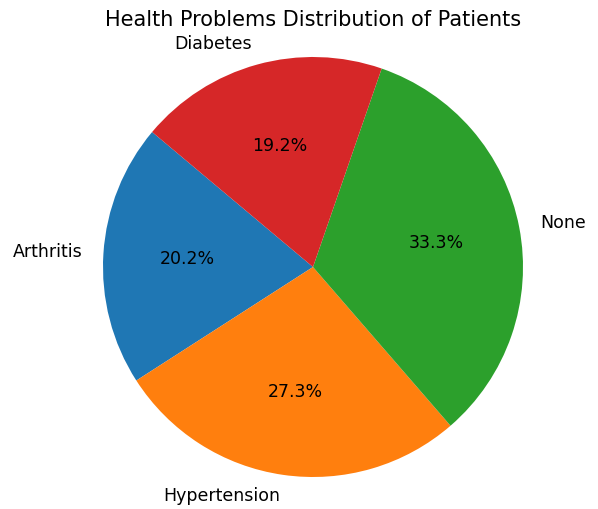 Health Problems Distribution of Patients
Diabetes
19.2%
None
33.3%
Arthritis
20.2%
27.3%
Hypertension